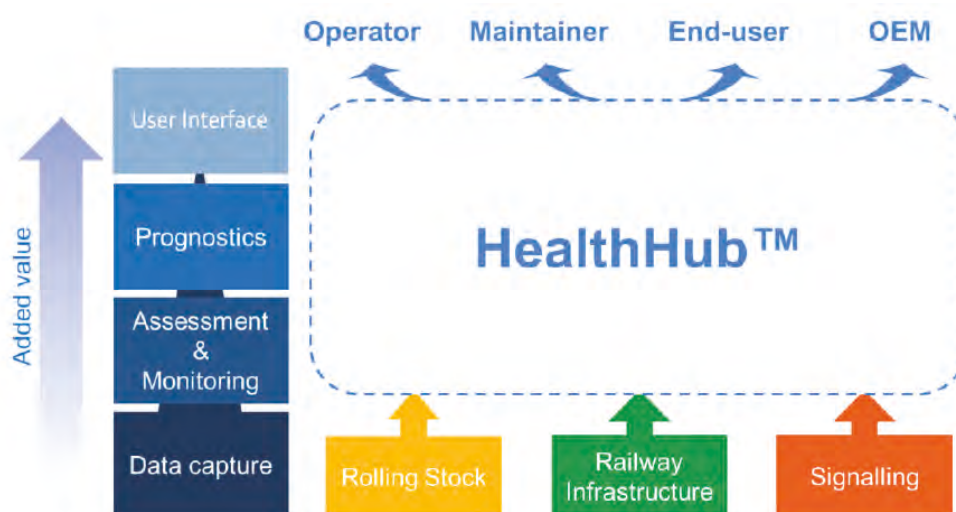 Operator
Maintainer
End-user
OEM
User Interface
Prognostics
Assessment
&
Monitoring
Data capture
Added value
HealthHub™
Rolling Stock
Railway
Infrastructure
Signalling